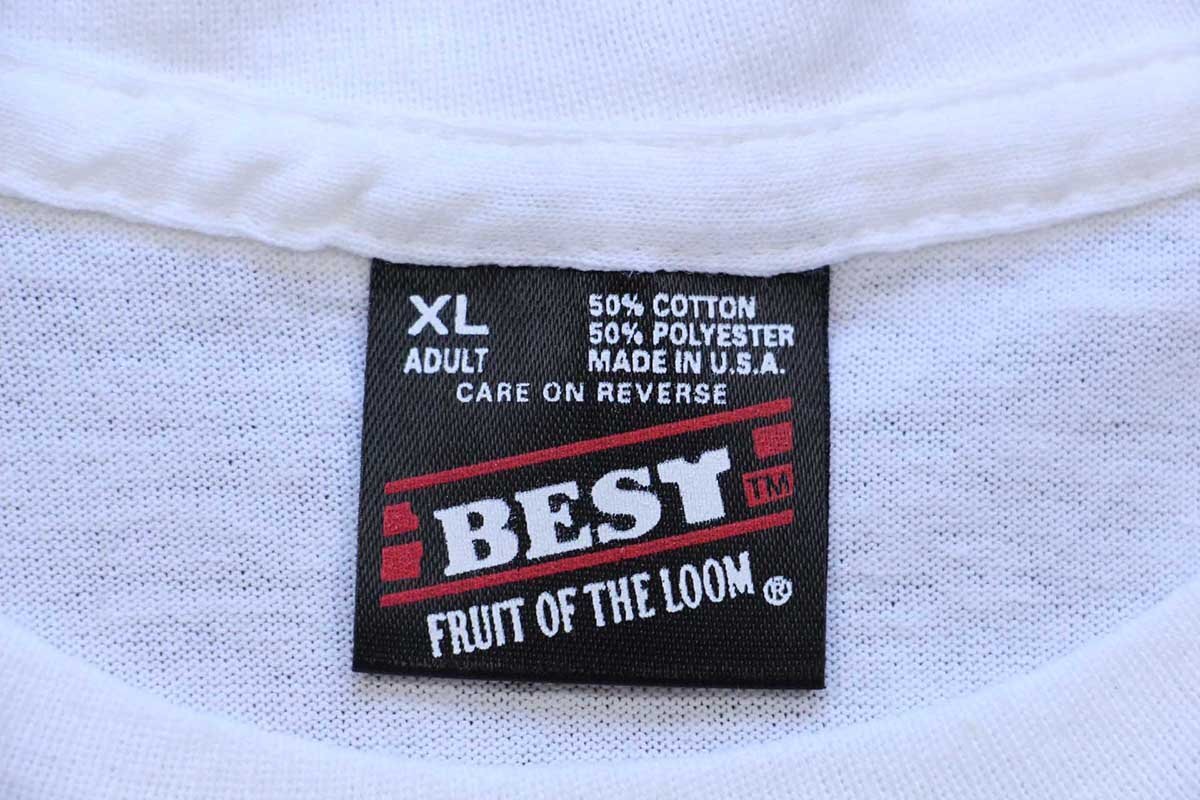 XL
ADULT
50% COTTON
50% POLYESTER
MADE IN U.S.A.
CARE ON REVERSE
BEST TM
FRUIT OF THE LOOM ®